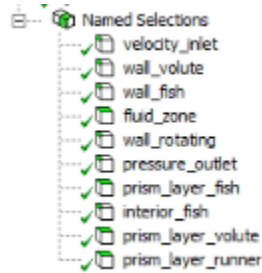 Named Selections
velocity_inlet
wall_volute
wall_fish
fluid_zone
wall_rotating
pressure_outlet
prism_layer_fish
interior_fish
prism_layer_volute
prism_layer_runner